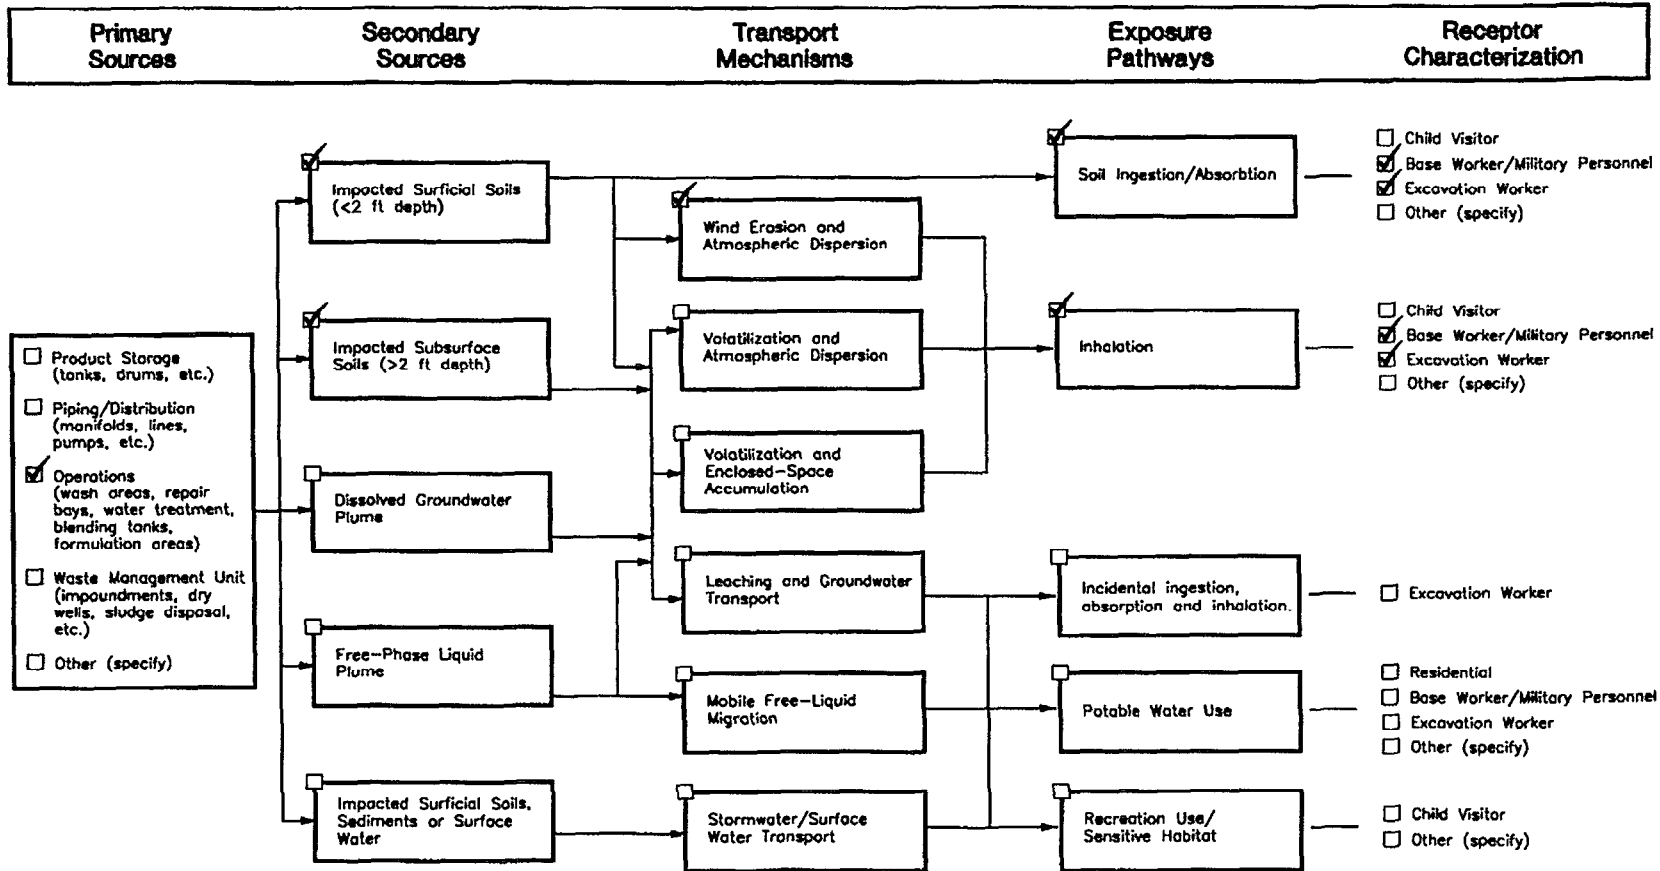 Primary
Sources
Secondary
Sources
Transport
Mechanisms
Exposure
Pathways
Receptor
Characterization
Product Storage
(tanks, drums, etc.)
Piping/Distribution
(manifolds, lines,
pumps, etc.)
Operations
(wash areas, repair
bays, water treatment,
blending tanks,
formulation areas)
Waste Management Unit
(impoundments, dry
wells, sludge disposal,
etc.)
Other (specify)
Impacted Surficial Soils
(<2 ft depth)
Impacted Subsurface
Soils (>2 ft depth)
Dissolved Groundwater
Plume
Free-Phase Liquid
Plume
Impacted Surficial Soils,
Sediments or Surface
Water
Wind Erosion and
Atmospheric Dispersion
Volatilization and
Atmospheric Dispersion
Volatilization and
Enclosed-Space
Accumulation
Leaching and Groundwater
Transport
Mobile Free-Liquid
Migration
Stormwater/Surface
Water Transport
Soil Ingestion/Absorbtion
Inhalation
Incidental ingestion,
absorption and inhalation.
Potable Water Use
Recreation Use/
Sensitive Habitat
Child Visitor
Base Worker/Military Personnel
Excavation Worker
Other (specify)
Child Visitor
Base Worker/Military Personnel
Excavation Worker
Other (specify)
Excavation Worker
Residential
Base Worker/Military Personnel
Excavation Worker
Other (specify)
Child Visitor
Other (specify)